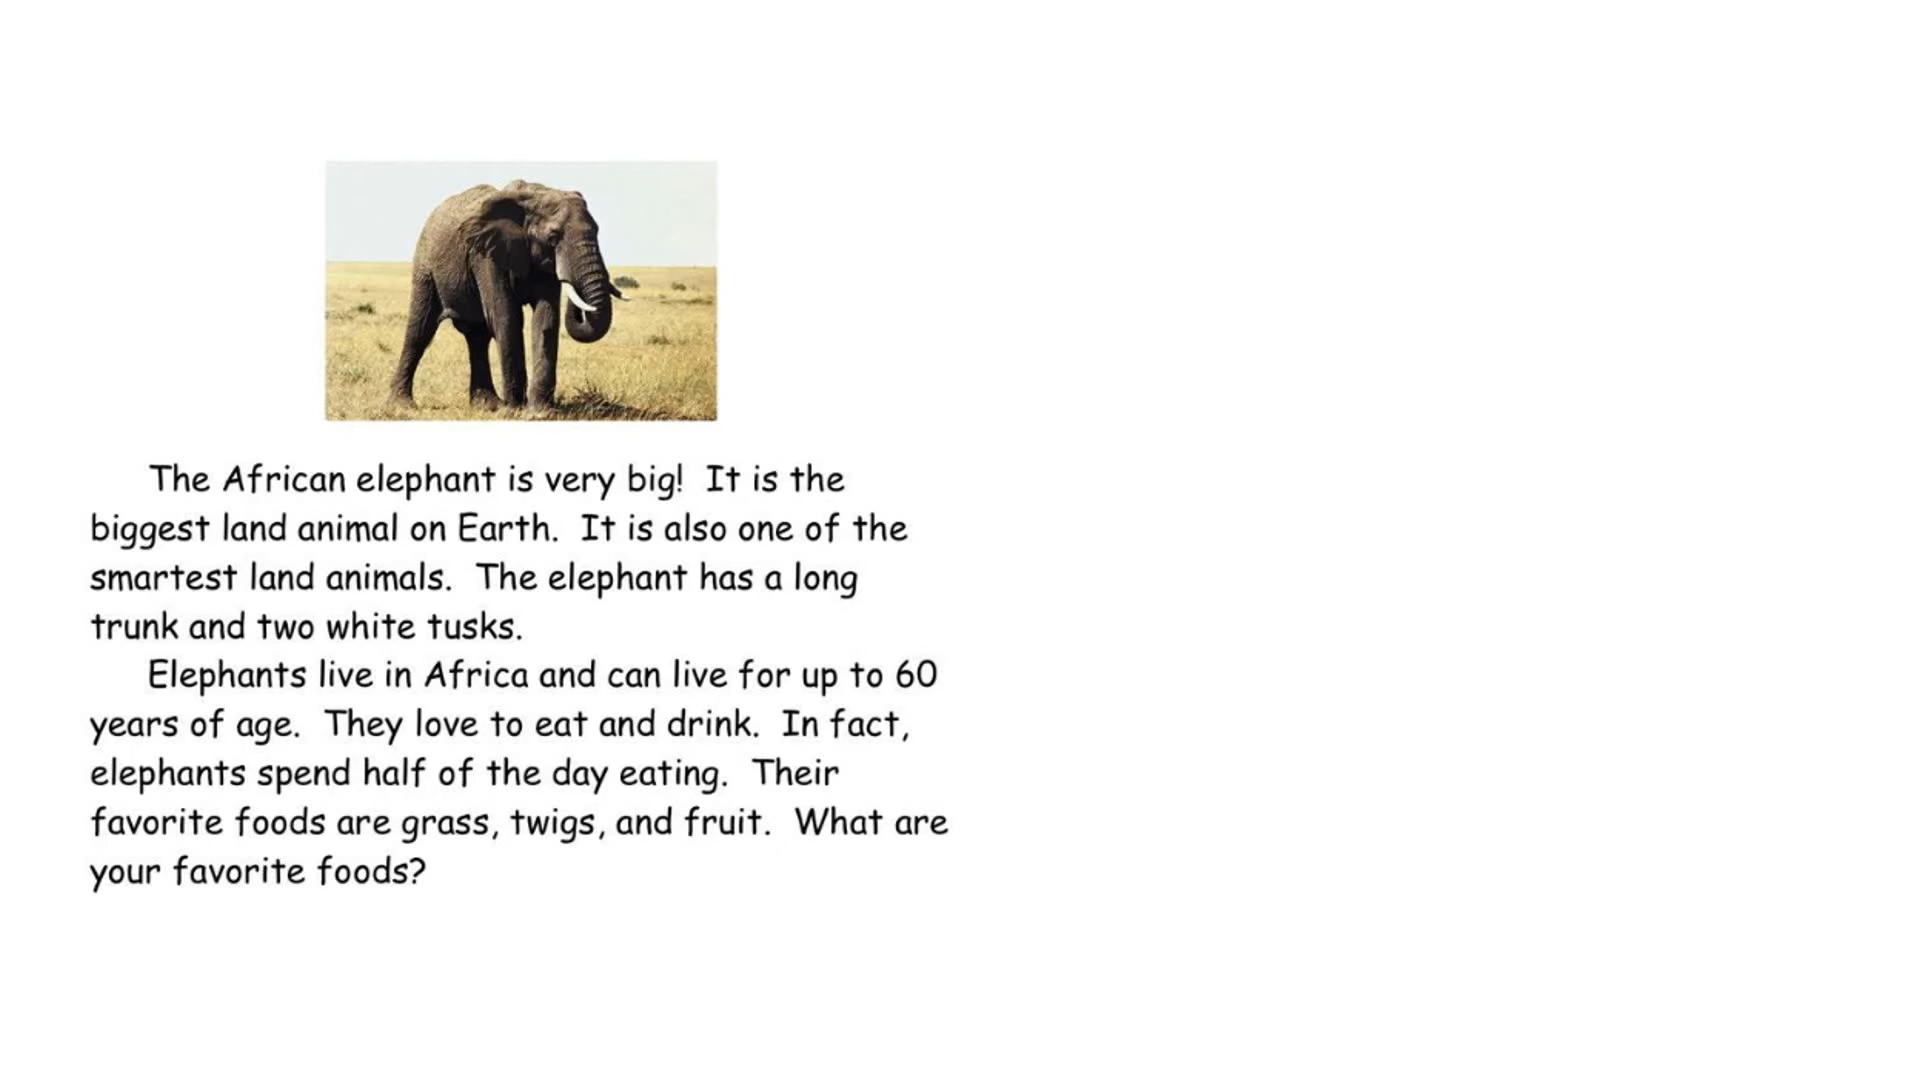 The African elephant is very big! It is the
biggest land animal on Earth. It is also one of the
smartest land animals. The elephant has a long
trunk and two white tusks.
Elephants live in Africa and can live for up to 60
years of age. They love to eat and drink. In fact,
elephants spend half of the day eating. Their
favorite foods are grass, twigs, and fruit. What are
your favorite foods?